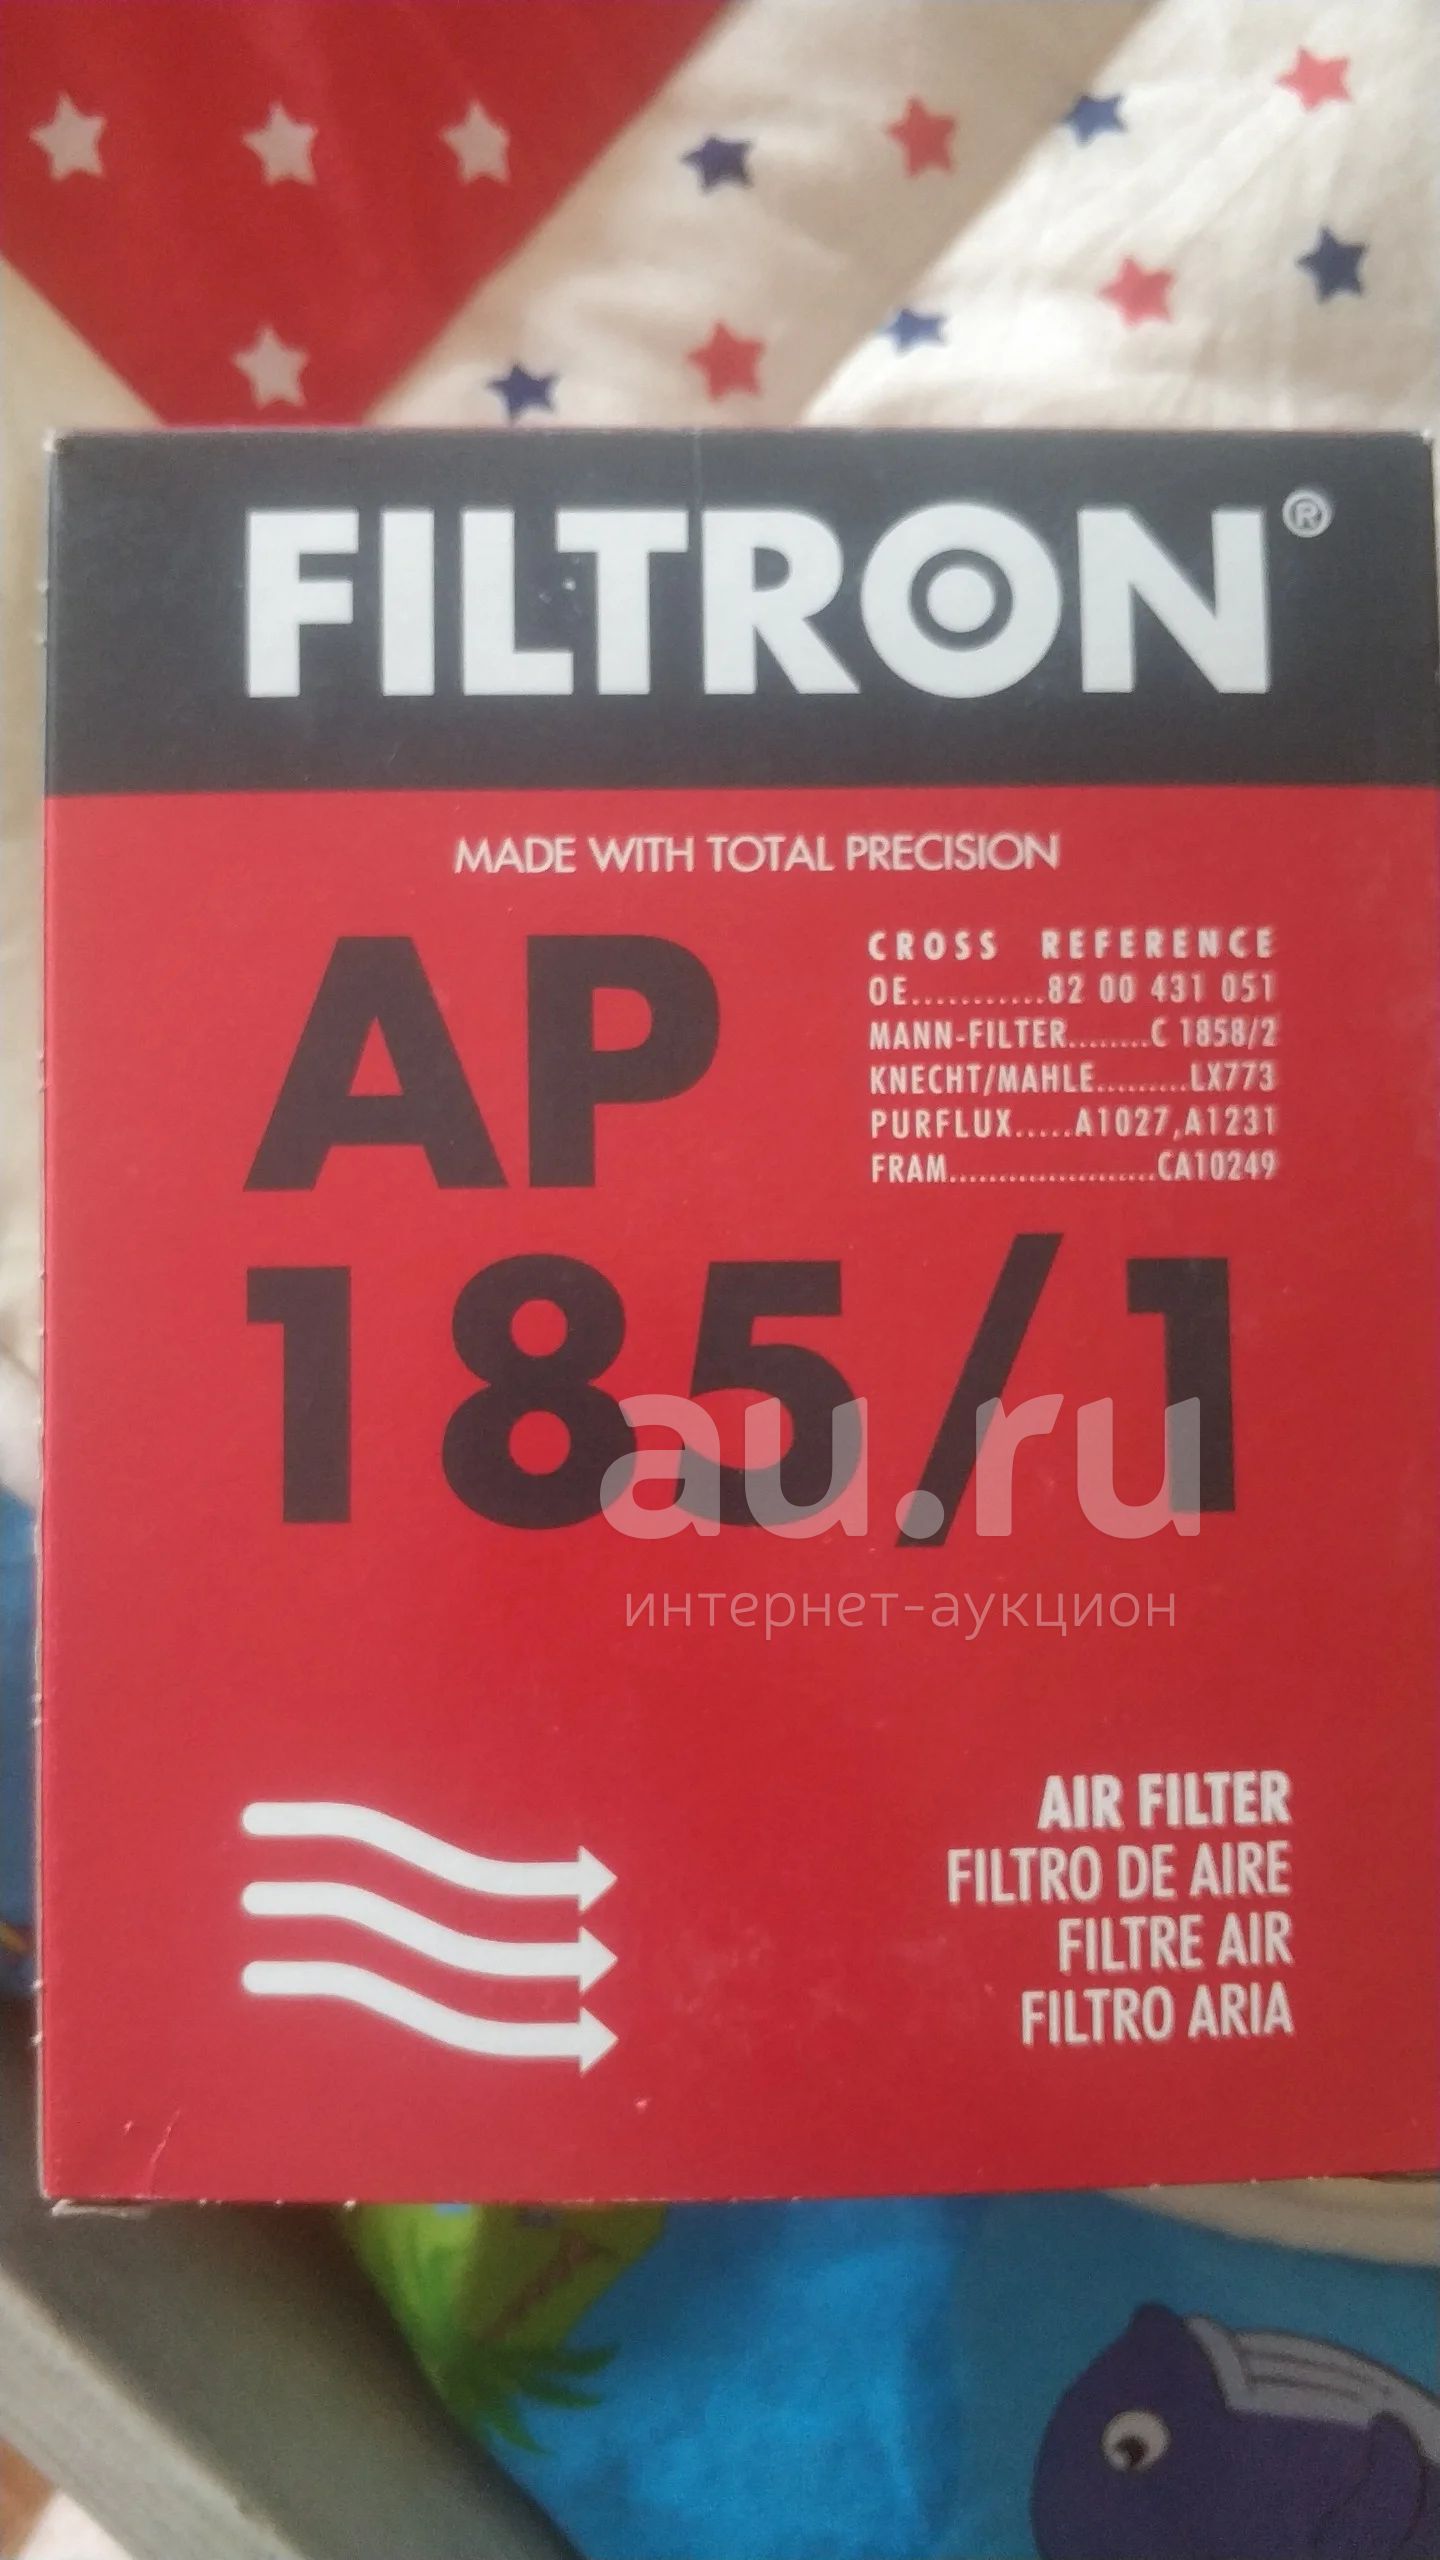 FILTRON®
MADE WITH TOTAL PRECISION
AP
185/1
CROSS REFERENCE
OE............82 00 431 051
MANN-FILTER........C 1858/2
KNECHT/MAHLE.........LX773
PURFLUX.....A1027,A1231
FRAM.....................CA10249
au.ru
интернет-аукцион
AIR FILTER
FILTRO DE AIRE
FILTRE AIR
FILTRO ARIA